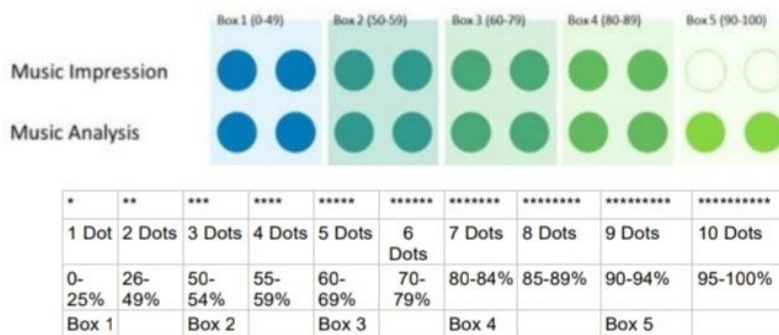 Box 1 (0-49) Box 2 (50-59) Box 3 (60-79) Box 4 (80-89) Box 5 (90-100)
Music Impression
Music Analysis
* ** *** **** ***** ****** ******* ******** ********* **********
1 Dot 2 Dots 3 Dots 4 Dots 5 Dots 6 Dots 7 Dots 8 Dots 9 Dots 10 Dots
0-25% 26-49% 50-54% 55-59% 60-69% 70-79% 80-84% 85-89% 90-94% 95-100%
Box 1 Box 2 Box 3 Box 4 Box 5